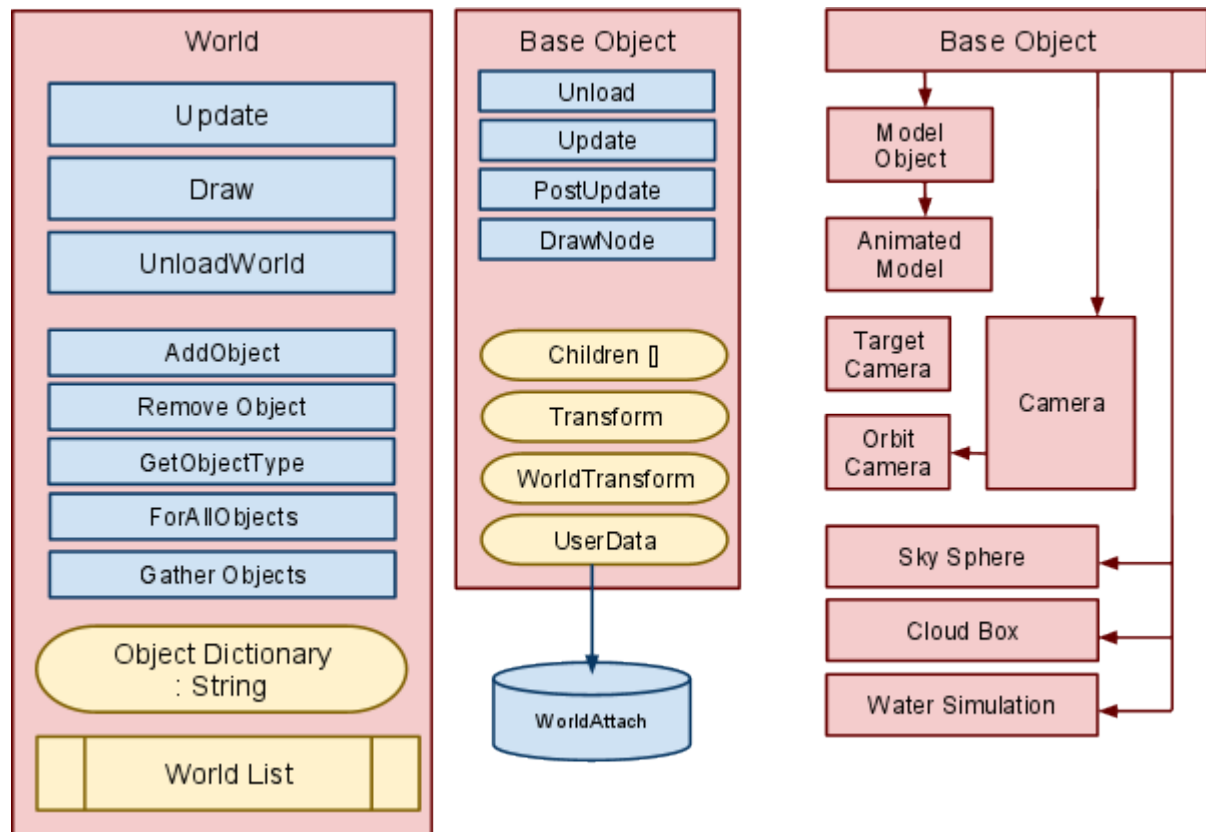 World
Update
Draw
UnloadWorld
AddObject
Remove Object
GetObjectType
ForAllObjects
Gather Objects
Object Dictionary
: String
World List
Base Object
Unload
Update
PostUpdate
DrawNode
Children []
Transform
WorldTransform
UserData
WorldAttach
Base Object
Model
Object
Animated
Model
Target
Camera
Camera
Orbit
Camera
Sky Sphere
Cloud Box
Water Simulation